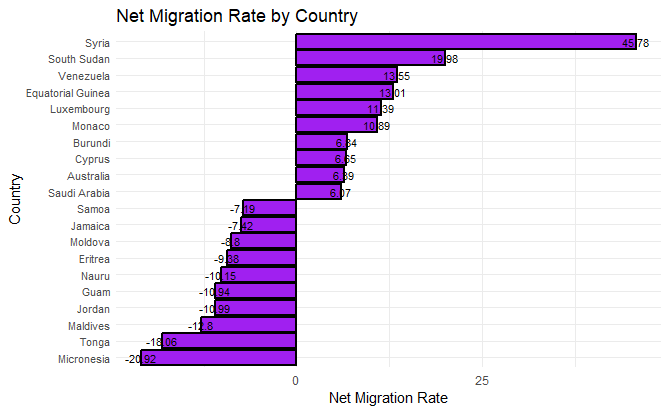 Net Migration Rate by Country
Syria 45.78
South Sudan 19.98
Venezuela 13.55
Equatorial Guinea 13.01
Luxembourg 11.39
Monaco 10.89
Burundi 6.84
Cyprus 6.65
Australia 6.39
Saudi Arabia 6.07
Samoa -7.19
Jamaica -7.42
Moldova -8.8
Eritrea -9.38
Nauru -10.15
Guam -10.94
Jordan -10.99
Maldives -12.8
Tonga -18.06
Micronesia -20.92
Country
0 25
Net Migration Rate